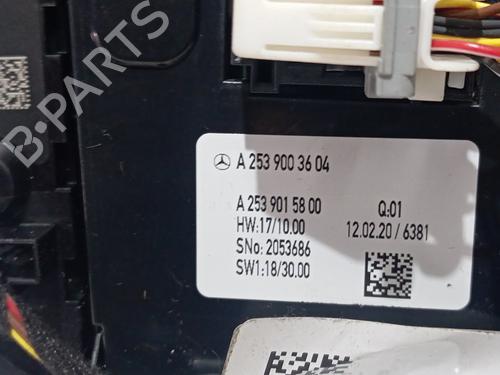 B-PARTS
A 253 900 36 04
A 253 901 58 00
Q:01
HW:17/10.00
12.02.20 / 6381
SNo: 2053686
SW1:18/30.00